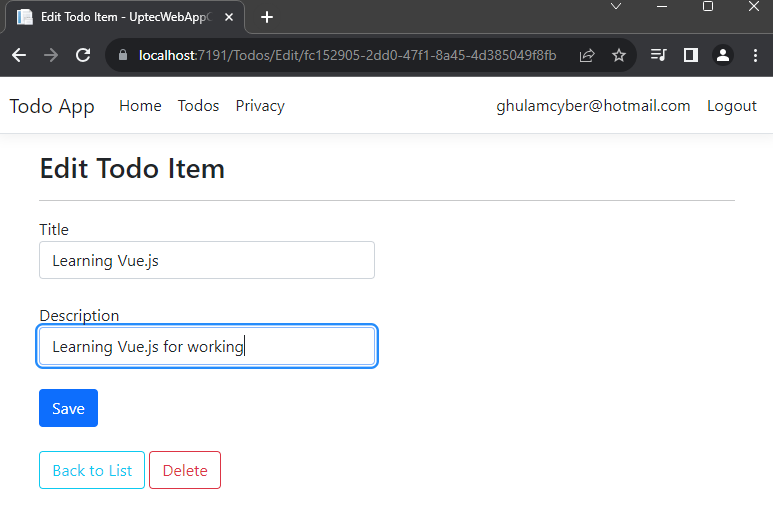 Edit Todo Item - UptecWebAppC
localhost:7191/Todos/Edit/fc152905-2dd0-47f1-8a45-4d385049f8fb
Todo App Home Todos Privacy ghulamcyber@hotmail.com Logout
Edit Todo Item
Title
Learning Vue.js
Description
Learning Vue.js for working
Save
Back to List Delete